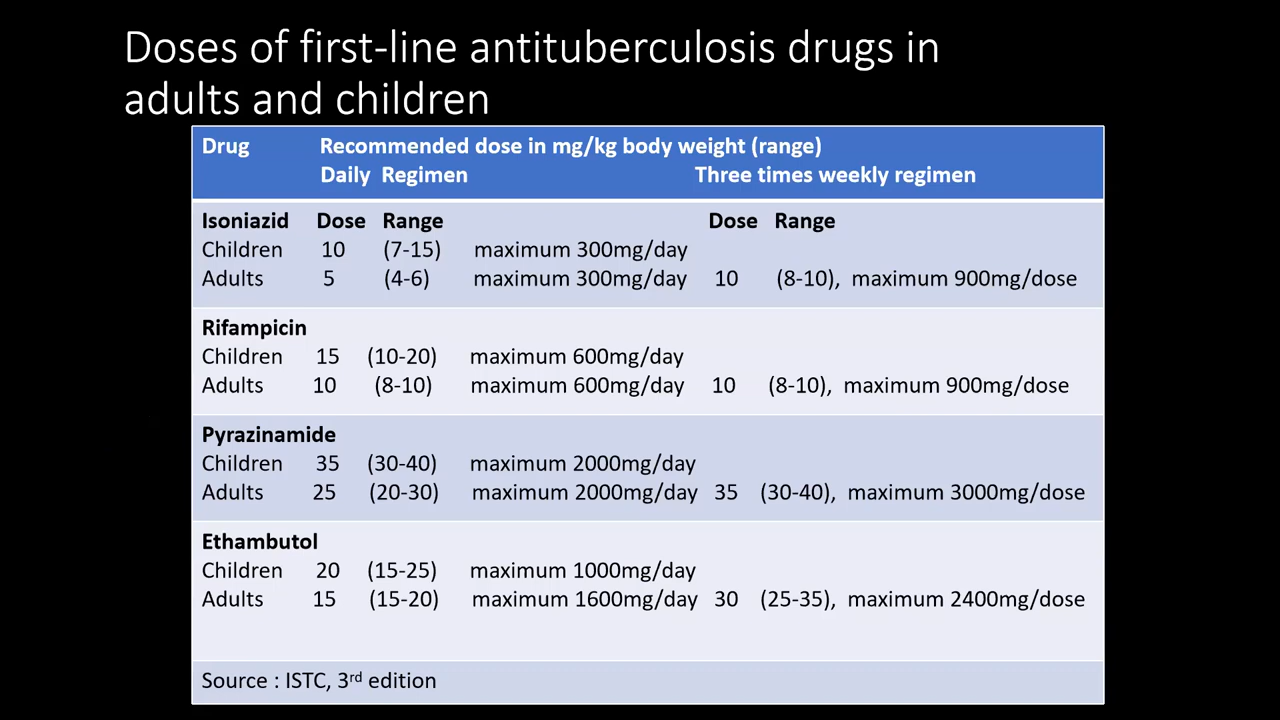 Doses of first-line antituberculosis drugs in
adults and children
Drug Recommended dose in mg/kg body weight (range)
Daily Regimen Three times weekly regimen
Isoniazid Dose Range Dose Range
Children 10 (7-15) maximum 300mg/day
Adults 5 (4-6) maximum 300mg/day 10 (8-10), maximum 900mg/dose
Rifampicin
Children 15 (10-20) maximum 600mg/day
Adults 10 (8-10) maximum 600mg/day 10 (8-10), maximum 900mg/dose
Pyrazinamide
Children 35 (30-40) maximum 2000mg/day
Adults 25 (20-30) maximum 2000mg/day 35 (30-40), maximum 3000mg/dose
Ethambutol
Children 20 (15-25) maximum 1000mg/day
Adults 15 (15-20) maximum 1600mg/day 30 (25-35), maximum 2400mg/dose
Source : ISTC, 3rd edition